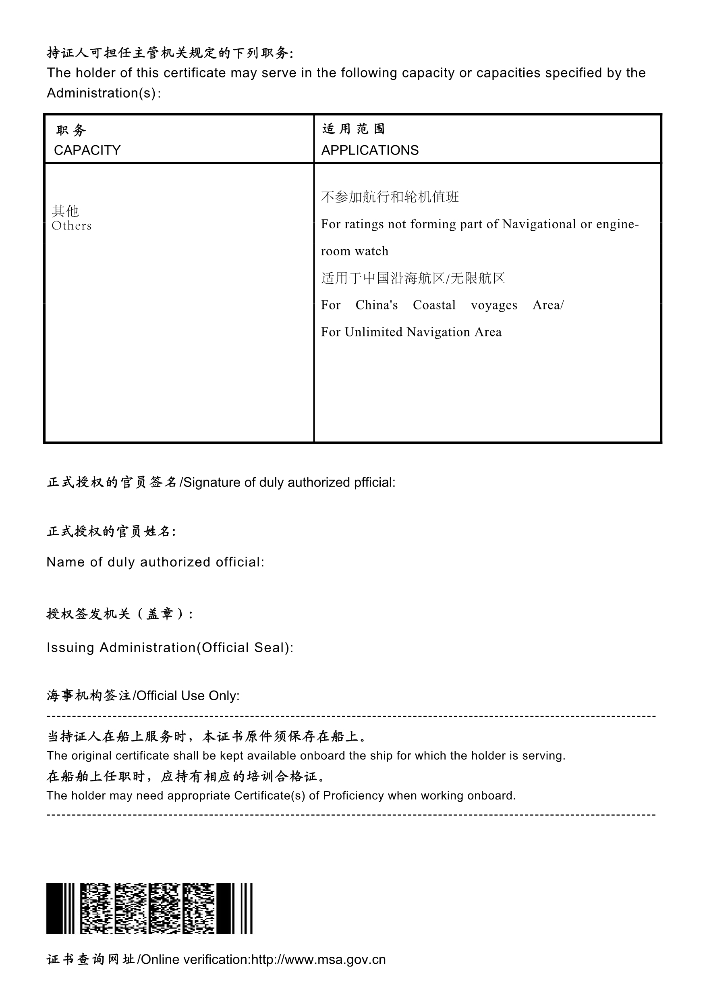 持证人可担任主管机关规定的下列职务:
The holder of this certificate may serve in the following capacity or capacities specified by the
Administration(s):
职务
CAPACITY
适用范围
APPLICATIONS
其他
Others
不参加航行和轮机值班
For ratings not forming part of Navigational or engine-
room watch
适用于中国沿海航区/无限航区
For China's Coastal voyages Area/
For Unlimited Navigation Area
正式授权的官员签名/Signature of duly authorized pfficial:
正式授权的官员姓名:
Name of duly authorized official:
授权签发机关（盖章）:
Issuing Administration(Official Seal):
海事机构签注/Official Use Only:
当持证人在船上服务时，本证书原件须保存在船上。
The original certificate shall be kept available onboard the ship for which the holder is serving.
在船舶上任职时，应持有相应的培训合格证。
The holder may need appropriate Certificate(s) of Proficiency when working onboard.
证书查询网址/Online verification:http://www.msa.gov.cn